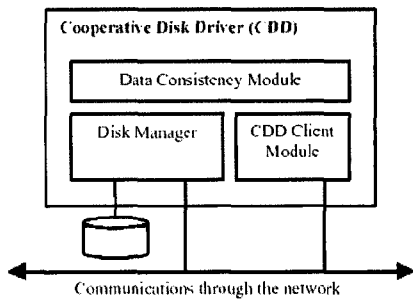 Cooperative Disk Driver (CDD)
Data Consistency Module
Disk Manager
CDD Client
Module
Communications through the network